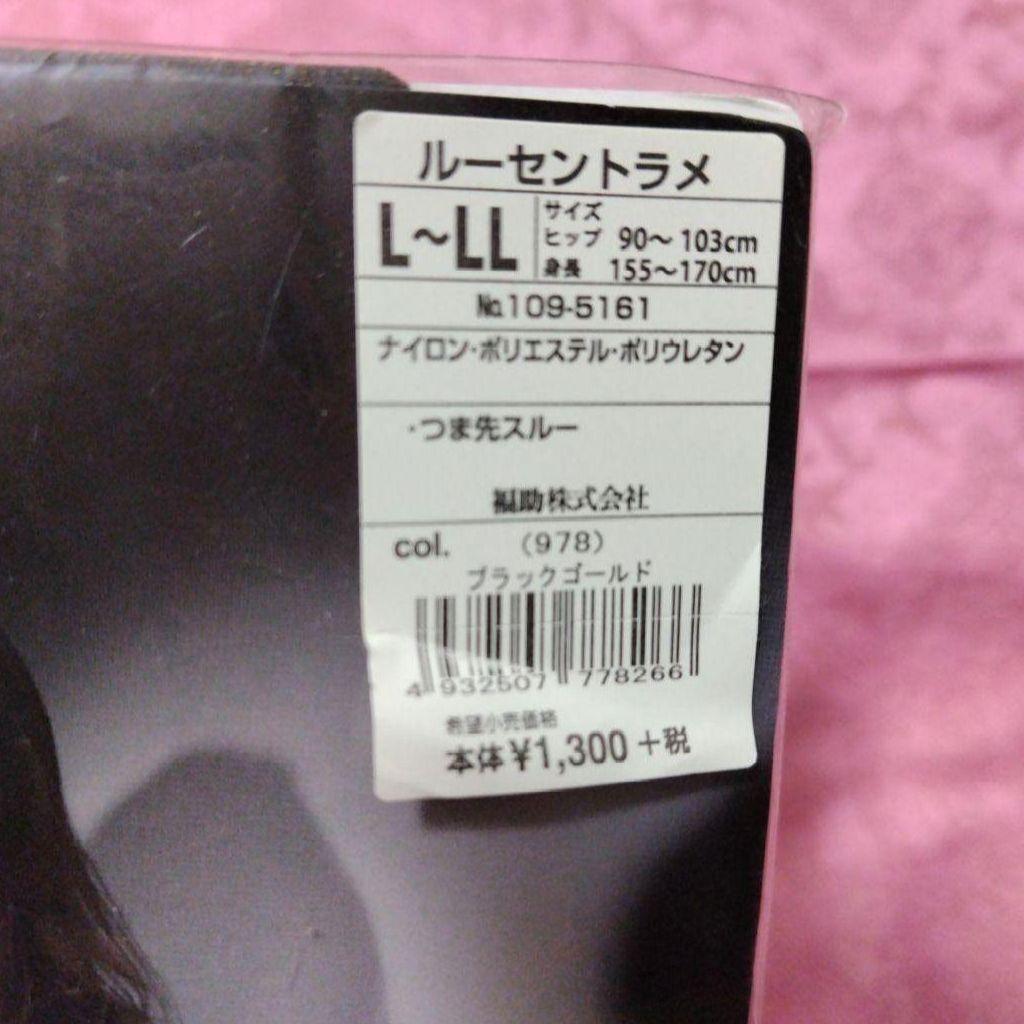 ルーセントラメ
L~LL
サイズ
ヒップ 90~103cm
身長 155~170cm
№109-5161
ナイロン・ポリエステル・ポリウレタン
・つま先スルー
福助株式会社
col. (978)
ブラックゴールド
4 932507 778266
希望小売価格
本体¥1,300+税